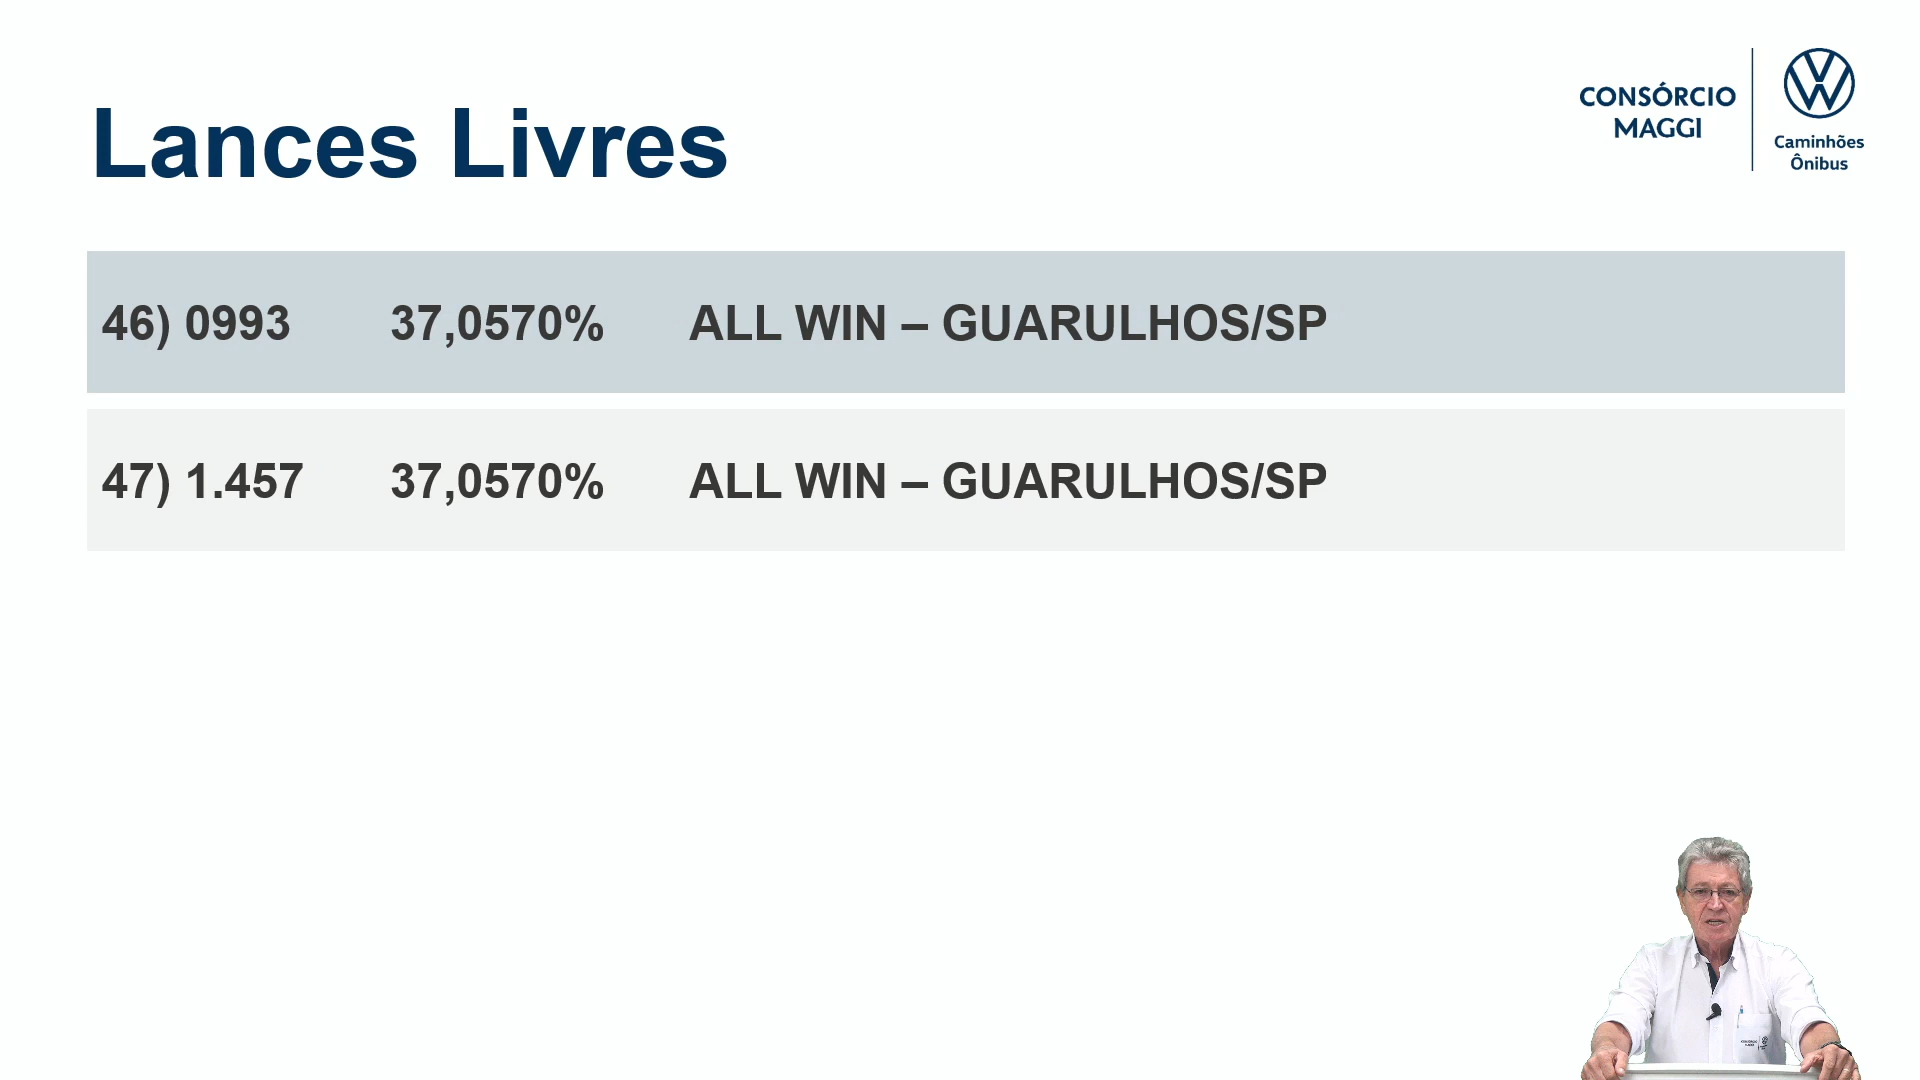 Lances Livres
CONSÓRCIO
MAGGI
Caminhões
Ônibus
46) 0993 37,0570% ALL WIN – GUARULHOS/SP
47) 1.457 37,0570% ALL WIN – GUARULHOS/SP